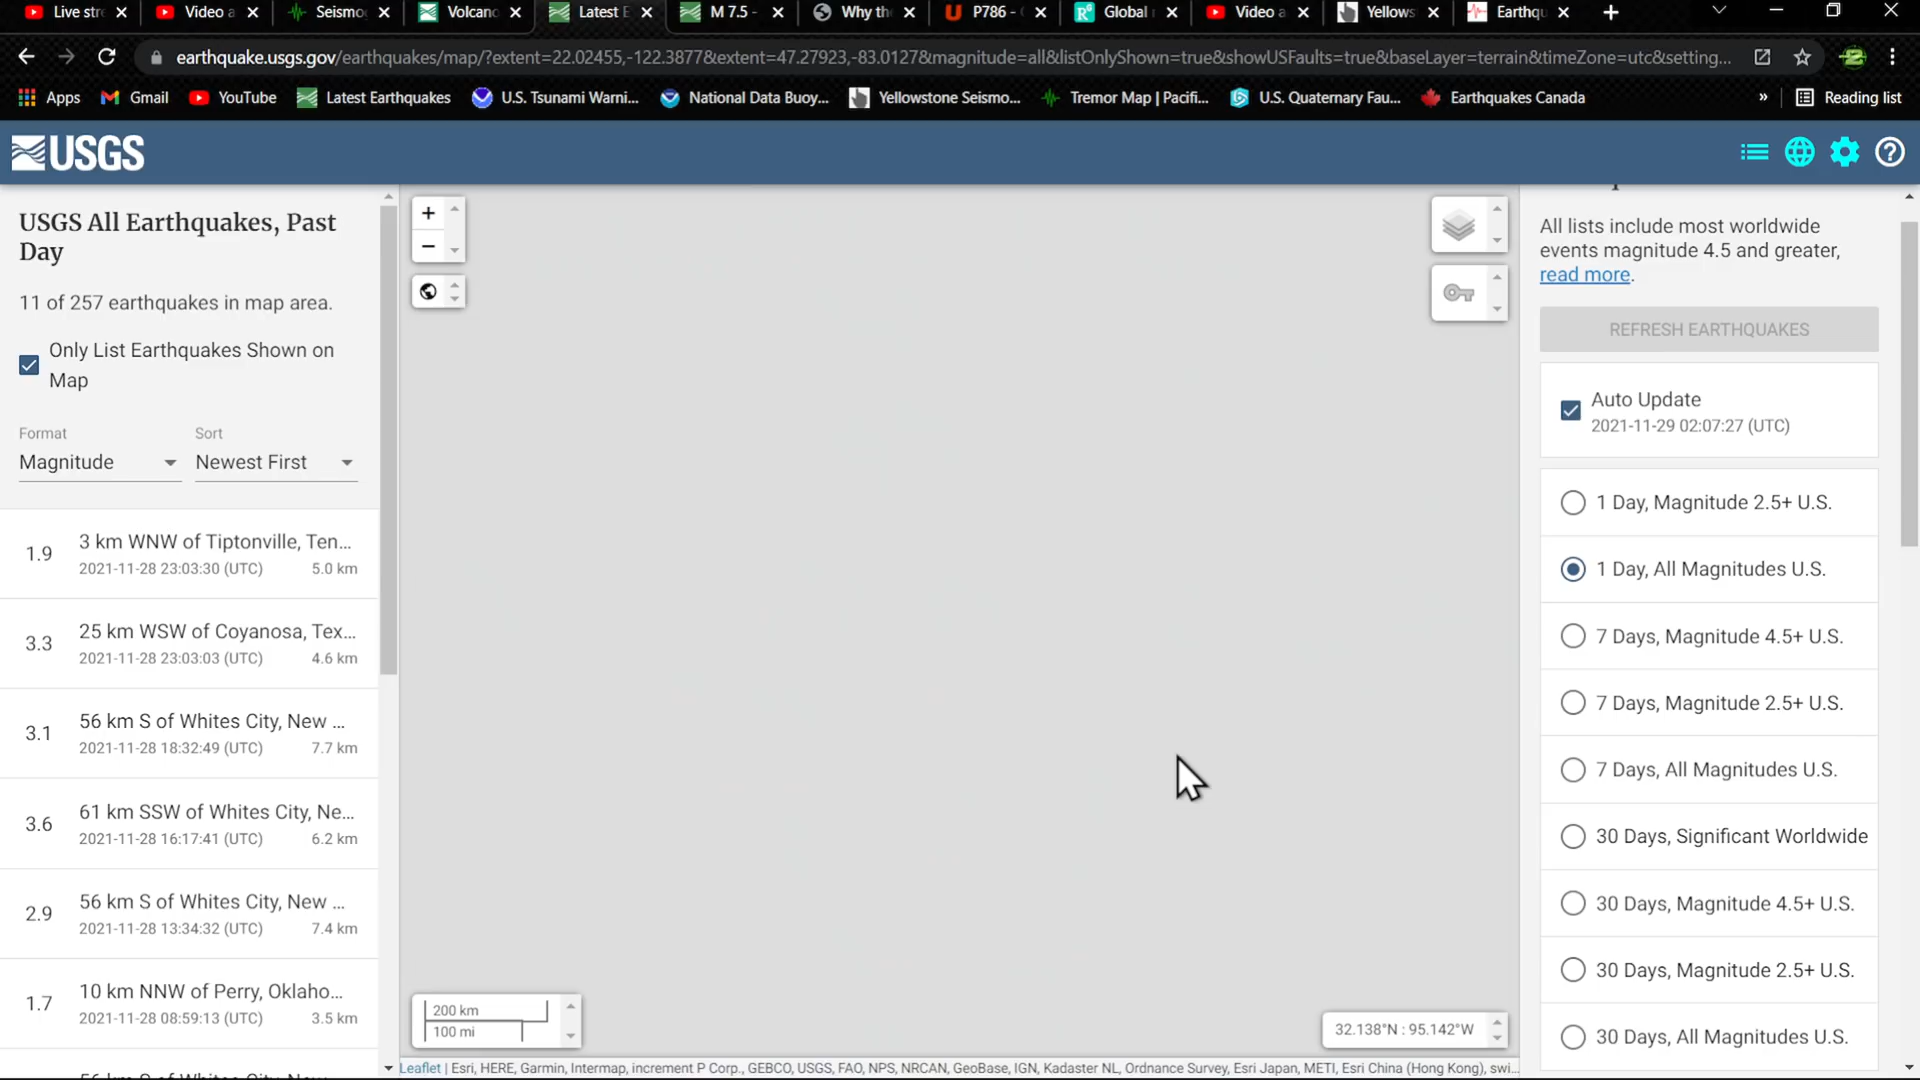 Live str
Video a
Seismo
Volcano
Latest E
M 7.5 -
Why th
P786 -
Global
Video a
Yellows
Earthqu
earthquake.usgs.gov/earthquakes/map/?extent=22.02455,-122.3877&extent=47.27923,-83.0127&magnitude=all&listOnlyShown=true&showUSFaults=true&baseLayer=terrain&timeZone=utc&setting...
Apps
Gmail
YouTube
Latest Earthquakes
U.S. Tsunami Warni...
National Data Buoy...
Yellowstone Seismo...
Tremor Map | Pacifi...
U.S. Quaternary Fau...
Earthquakes Canada
»
Reading list
USGS
USGS All Earthquakes, Past
Day
11 of 257 earthquakes in map area.
Only List Earthquakes Shown on
Map
Format
Sort
Magnitude
Newest First
1.9
3 km WNW of Tiptonville, Ten...
2021-11-28 23:03:30 (UTC)
5.0 km
3.3
25 km WSW of Coyanosa, Tex...
2021-11-28 23:03:03 (UTC)
4.6 km
3.1
56 km S of Whites City, New ...
2021-11-28 18:32:49 (UTC)
7.7 km
3.6
61 km SSW of Whites City, Ne...
2021-11-28 16:17:41 (UTC)
6.2 km
2.9
56 km S of Whites City, New ...
2021-11-28 13:34:32 (UTC)
7.4 km
1.7
10 km NNW of Perry, Oklaho...
2021-11-28 08:59:13 (UTC)
3.5 km
+
−
200 km
100 mi
32.138°N : 95.142°W
Leaflet | Esri, HERE, Garmin, Intermap, increment P Corp., GEBCO, USGS, FAO, NPS, NRCAN, GeoBase, IGN, Kadaster NL, Ordnance Survey, Esri Japan, METI, Esri China (Hong Kong), swi...
All lists include most worldwide
events magnitude 4.5 and greater,
read more.
REFRESH EARTHQUAKES
Auto Update
2021-11-29 02:07:27 (UTC)
1 Day, Magnitude 2.5+ U.S.
1 Day, All Magnitudes U.S.
7 Days, Magnitude 4.5+ U.S.
7 Days, Magnitude 2.5+ U.S.
7 Days, All Magnitudes U.S.
30 Days, Significant Worldwide
30 Days, Magnitude 4.5+ U.S.
30 Days, Magnitude 2.5+ U.S.
30 Days, All Magnitudes U.S.